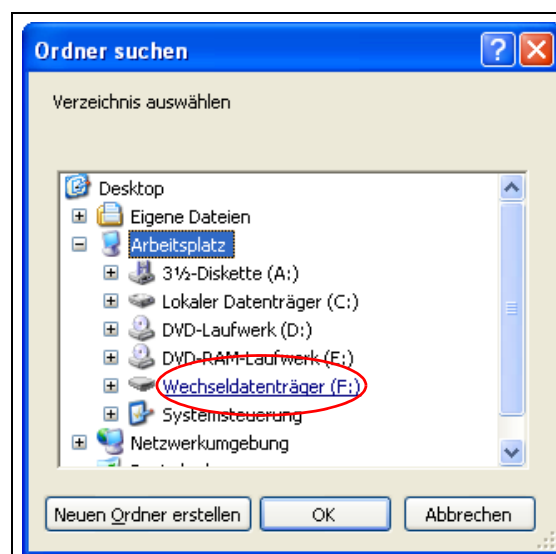 Ordner suchen
Verzeichnis auswählen
Desktop
Eigene Dateien
Arbeitsplatz
3½-Diskette (A:)
Lokaler Datenträger (C:)
DVD-Laufwerk (D:)
DVD-RAM-Laufwerk (E:)
Wechseldatenträger (F:)
Systemsteuerung
Netzwerkumgebung
Neuen Ordner erstellen OK Abbrechen